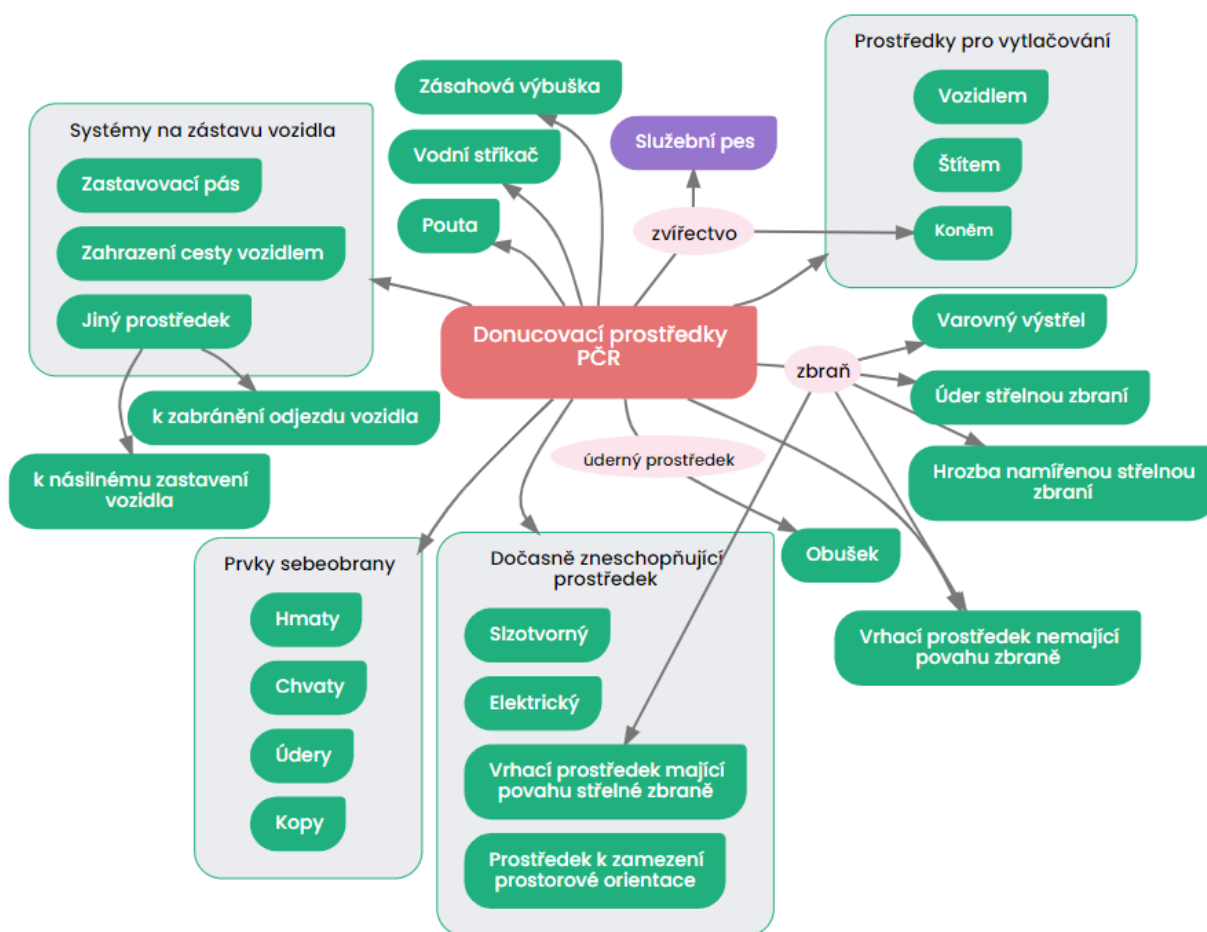 Prostředky pro vytlačování
Vozidlem
Štítem
Koněm
Zásahová výbuška
Vodní stříkač
Pouta
Služební pes
zvířectvo
Systémy na zástavu vozidla
Zastavovací pás
Zahrazení cesty vozidlem
Jiný prostředek
k zabránění odjezdu vozidla
k násilnému zastavení
vozidla
Donucovací prostředky
PČR
zbraň
Varovný výstřel
Úder střelnou zbraní
Hrozba namířenou střelnou
zbraní
úderný prostředek
Obušek
Vrhací prostředek nemající
povahu zbraně
Prvky sebeobrany
Hmaty
Chvaty
Údery
Kopy
Dočasně zneschopňující
prostředek
Slzotvorný
Elektrický
Vrhací prostředek mající
povahu střelné zbraně
Prostředek k zamezení
prostorové orientace